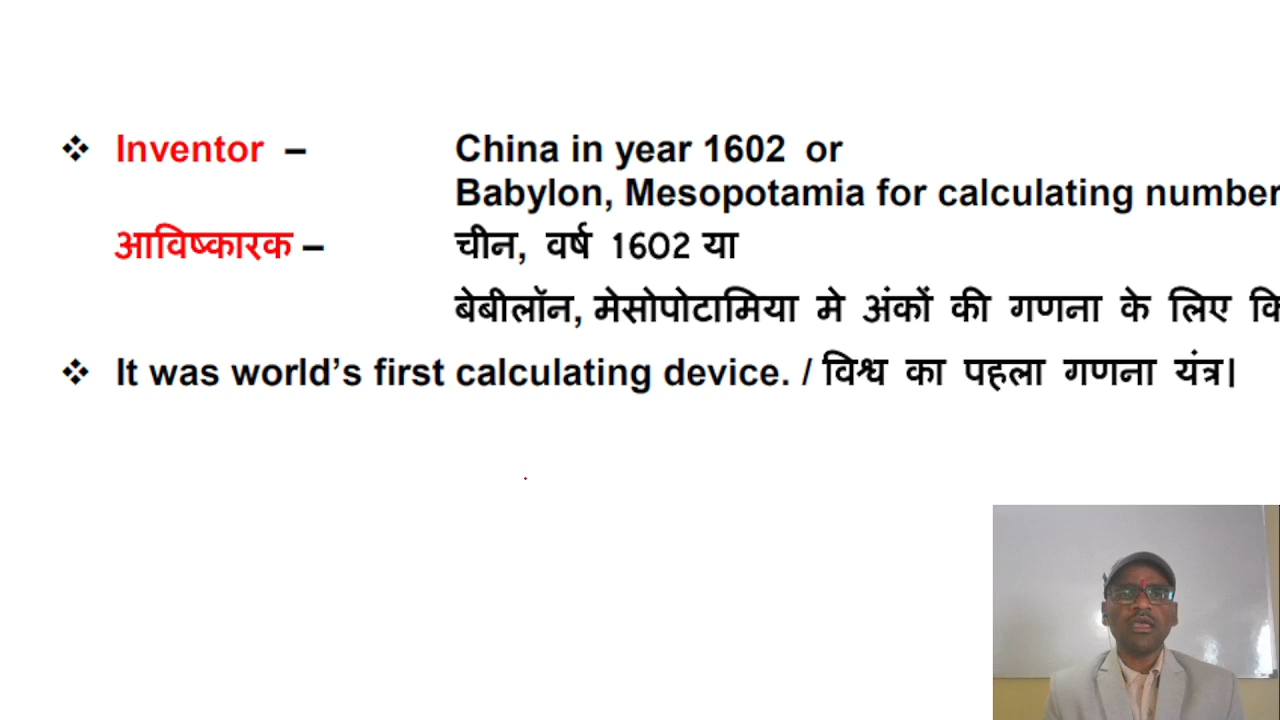 ❖ Inventor – China in year 1602 or
Babylon, Mesopotamia for calculating number
आविष्कारक – चीन, वर्ष 1602 या
बेबीलॉन, मेसोपोटामिया मे अंकों की गणना के लिए
❖ It was world’s first calculating device. / विश्व का पहला गणना यंत्र।